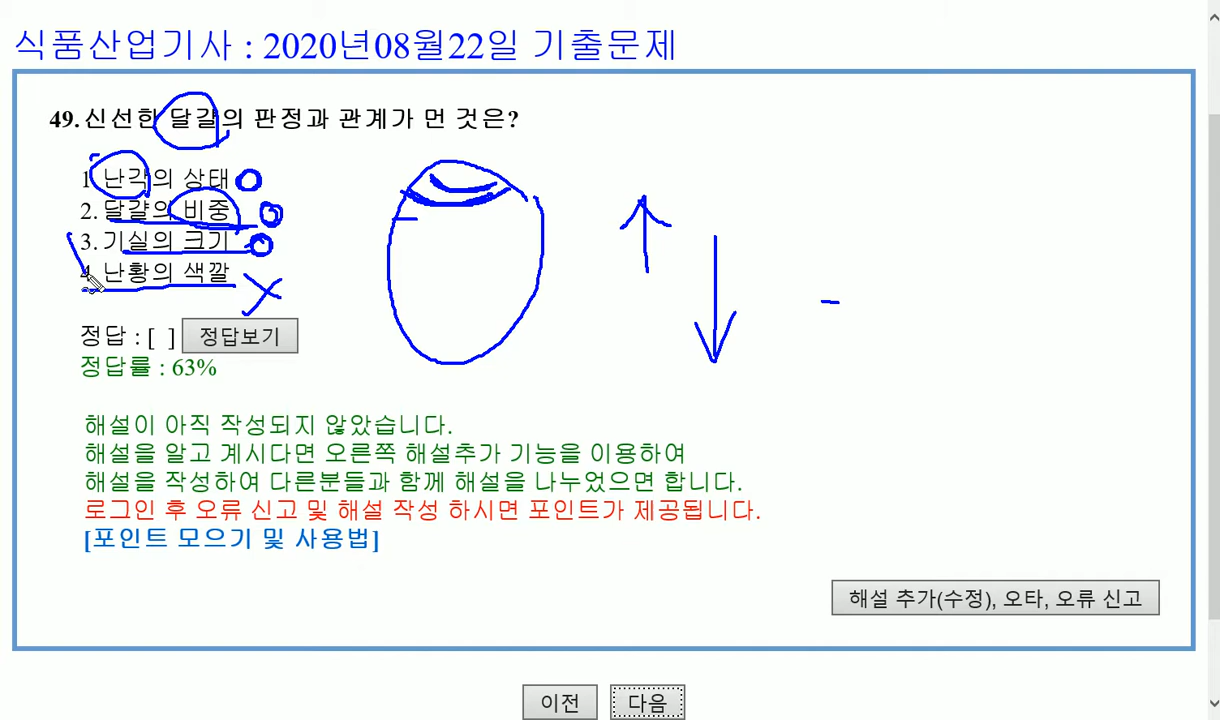 식품산업기사 : 2020년08월22일 기출문제
49. 신선한 달걀의 판정과 관계가 먼 것은?
1. 난각의 상태
2. 달걀의 비중
3. 기실의 크기
4. 난황의 색깔
정답 : [ ] 정답보기
정답률 : 63%
해설이 아직 작성되지 않았습니다.
해설을 알고 계시다면 오른쪽 해설추가 기능을 이용하여
해설을 작성하여 다른분들과 함께 해설을 나누었으면 합니다.
로그인 후 오류 신고 및 해설 작성 하시면 포인트가 제공됩니다.
[포인트 모으기 및 사용법]
해설 추가(수정), 오타, 오류 신고
이전 다음